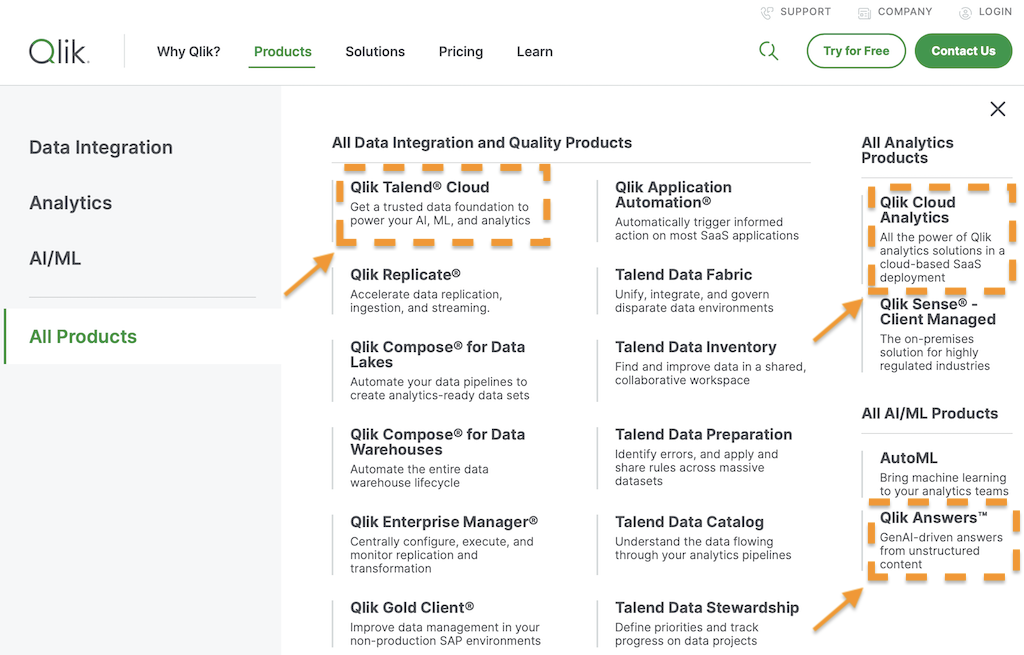 SUPPORT
COMPANY
LOGIN
Qlik
Why Qlik?
Products
Solutions
Pricing
Learn
Try for Free
Contact Us
Data Integration
Analytics
AI/ML
All Products
All Data Integration and Quality Products
Qlik Talend® Cloud
Get a trusted data foundation to
power your AI, ML, and analytics
Qlik Replicate®
Accelerate data replication,
ingestion, and streaming.
Qlik Compose® for Data
Lakes
Automate your data pipelines to
create analytics-ready data sets
Qlik Compose® for Data
Warehouses
Automate the entire data
warehouse lifecycle
Qlik Enterprise Manager®
Centrally configure, execute, and
monitor replication and
transformation
Qlik Gold Client®
Improve data management in your
non-production SAP environments
Qlik Application
Automation®
Automatically trigger informed
action on most SaaS applications
Talend Data Fabric
Unify, integrate, and govern
disparate data environments
Talend Data Inventory
Find and improve data in a shared,
collaborative workspace
Talend Data Preparation
Identify errors, and apply and
share rules across massive
datasets
Talend Data Catalog
Understand the data flowing
through your analytics pipelines
Talend Data Stewardship
Define priorities and track
progress on data projects
All Analytics
Products
Qlik Cloud
Analytics
All the power of Qlik
analytics solutions in a
cloud-based SaaS
deployment
Qlik Sense® -
Client Managed
The on-premises
solution for highly
regulated industries
All AI/ML Products
AutoML
Bring machine learning
to your analytics teams
Qlik Answers™
GenAI-driven answers
from unstructured
content